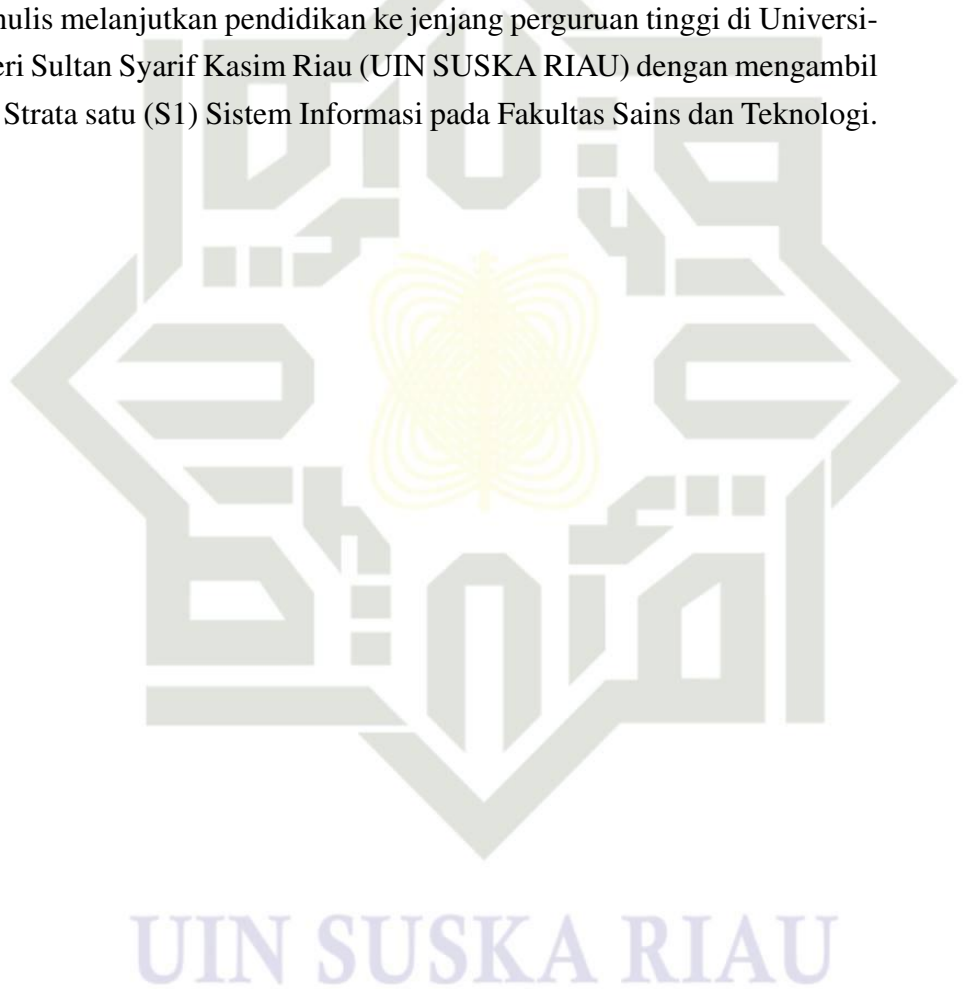 nulis melanjutkan pendidikan ke jenjang perguruan tinggi di Universi-
eri Sultan Syarif Kasim Riau (UIN SUSKA RIAU) dengan mengambil
Strata satu (S1) Sistem Informasi pada Fakultas Sains dan Teknologi.
UIN SUSKA RIAU